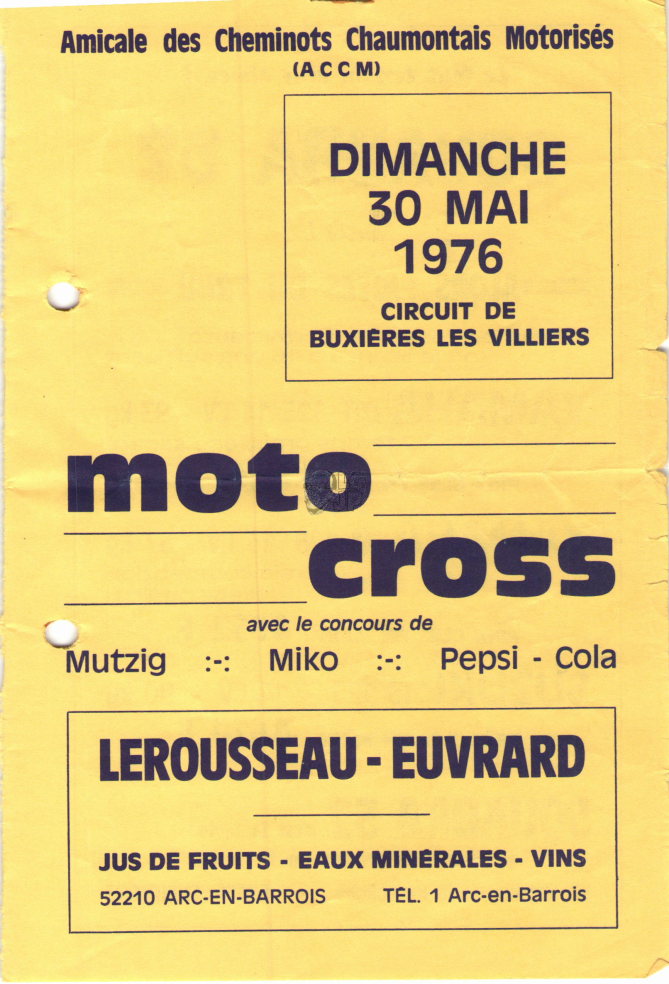 Amicale des Cheminots Chaumontais Motorisés
(ACCM)
DIMANCHE
30 MAI
1976
CIRCUIT DE
BUXIÈRES LES VILLIERS
moto
cross
avec le concours de
Mutzig :-: Miko :-: Pepsi - Cola
LEROUSSEAU - EUVRARD
JUS DE FRUITS - EAUX MINÉRALES - VINS
52210 ARC-EN-BARROIS TÉL. 1 Arc-en-Barrois